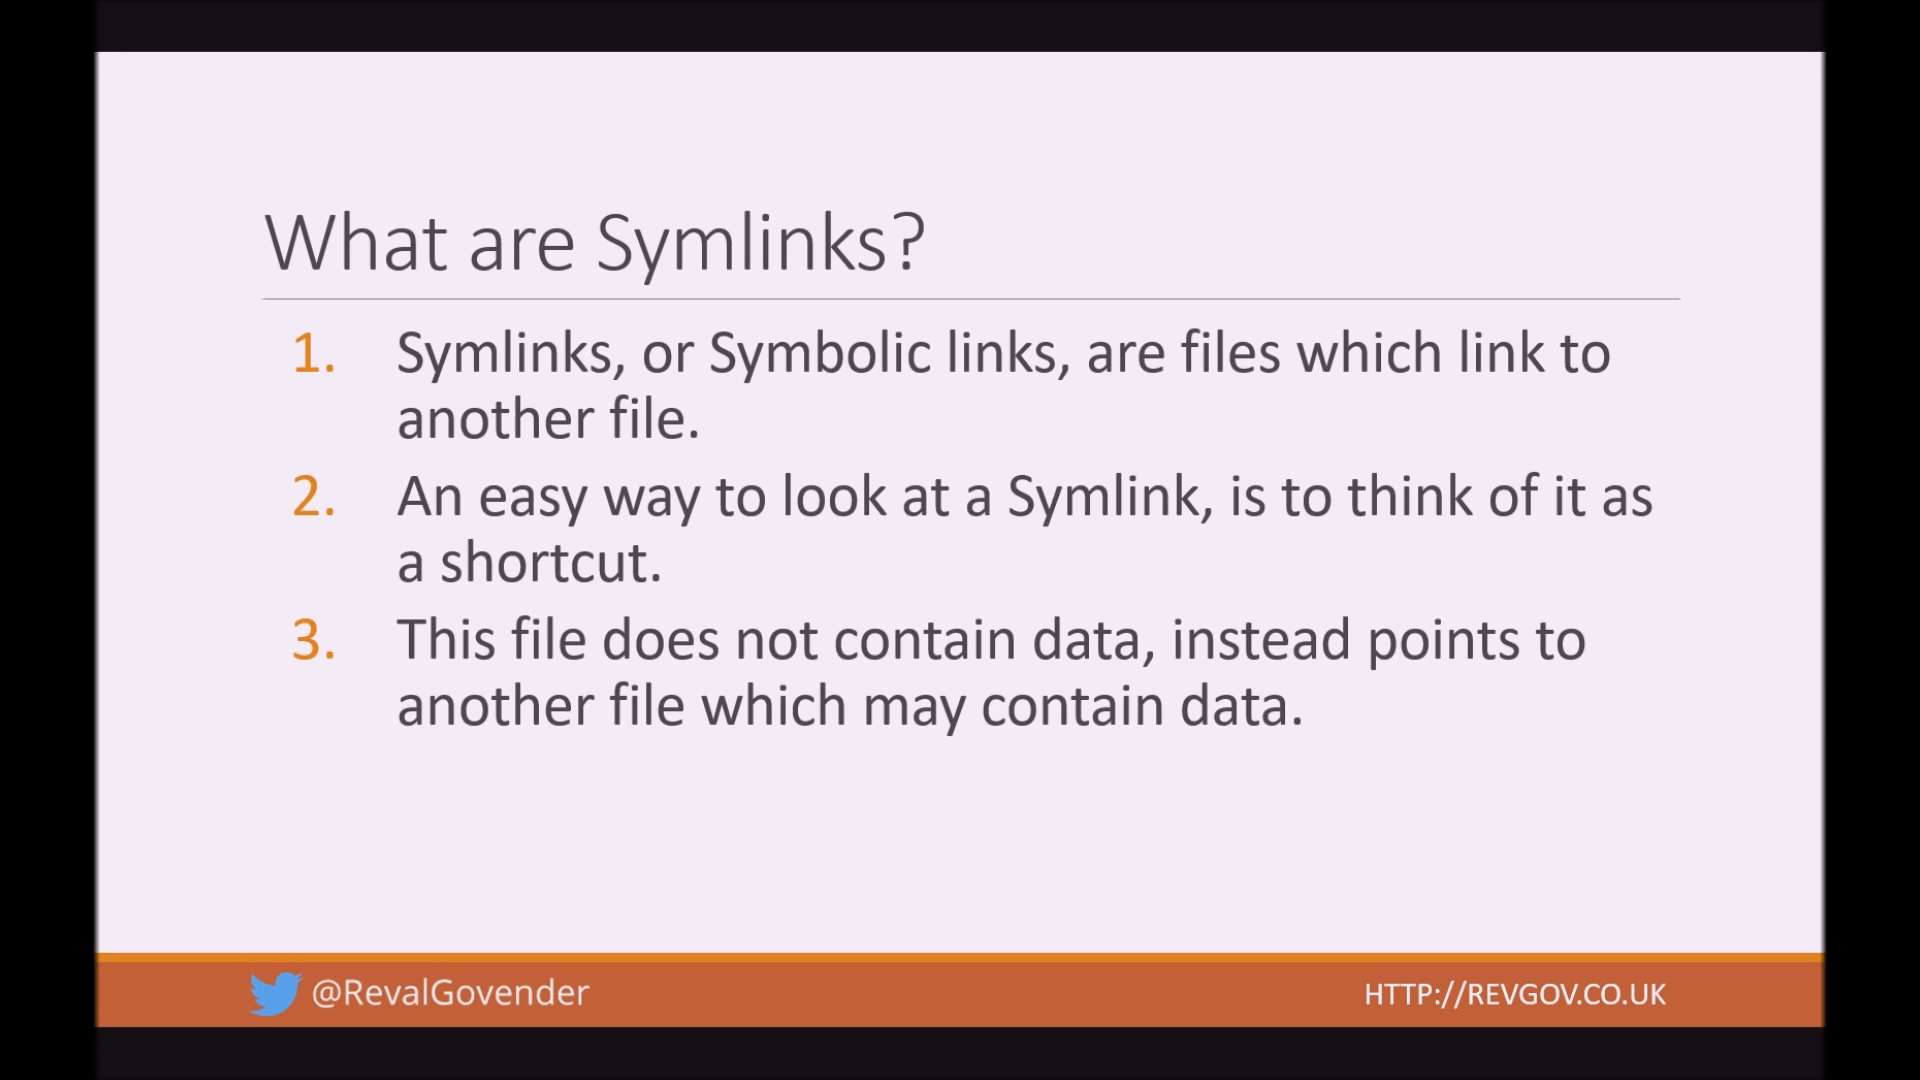 What are Symlinks?
1. Symlinks, or Symbolic links, are files which link to
another file.
2. An easy way to look at a Symlink, is to think of it as
a shortcut.
3. This file does not contain data, instead points to
another file which may contain data.
@RevalGovender
HTTP://REVGOV.CO.UK